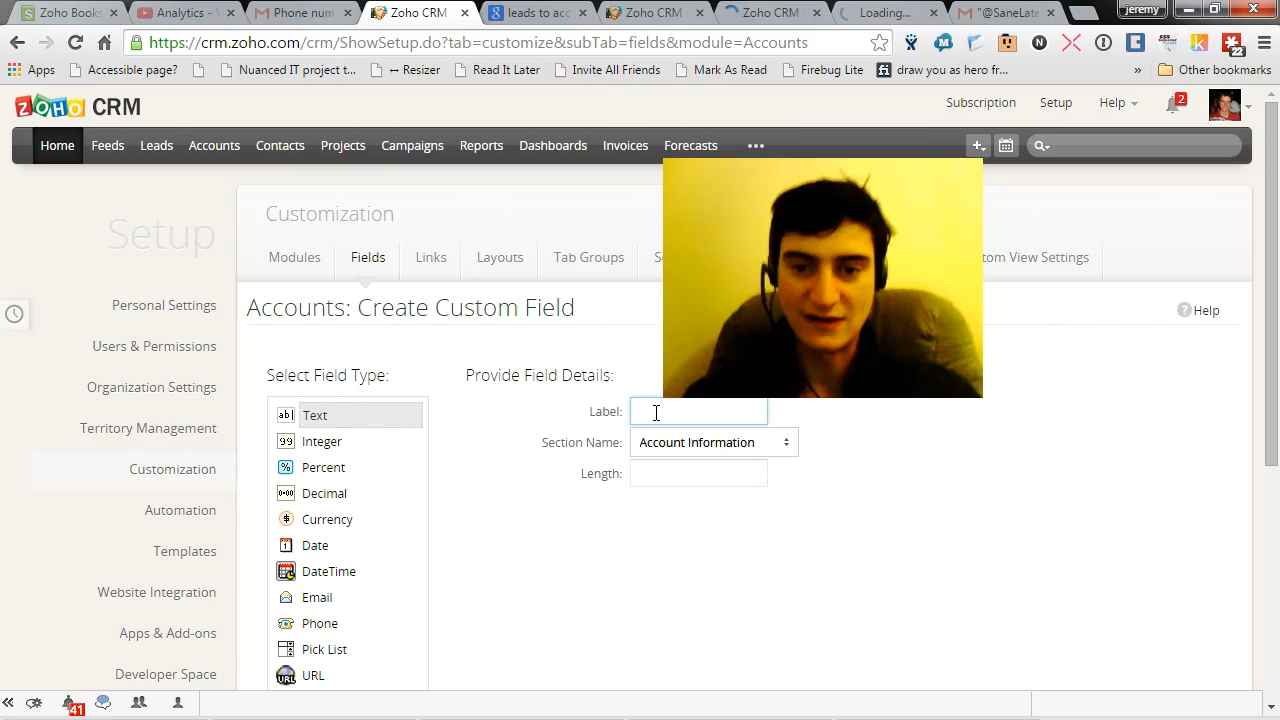 Zoho Books
Analytics -
Phone num
Zoho CRM
leads to acc
Zoho CRM -
Zoho CRM
Loading...
"@SaneLate
jeremy
https://crm.zoho.com/crm/ShowSetup.do?tab=customize&subTab=fields&module=Accounts
22
Apps
Accessible page?
Nuanced IT project t
↔ Resizer
Read It Later
Invite All Friends
Mark As Read
Firebug Lite
draw you as hero fr...
»
Other bookmarks
ZOHO CRM
Subscription
Setup
Help
2
Home
Feeds
Leads
Accounts
Contacts
Projects
Campaigns
Reports
Dashboards
Invoices
Forecasts
•••
Setup
Personal Settings
Users & Permissions
Organization Settings
Territory Management
Customization
Automation
Templates
Website Integration
Apps & Add-ons
Developer Space
Customization
Modules
Fields
Links
Layouts
Tab Groups
tom View Settings
Accounts: Create Custom Field
Help
Select Field Type:
Text
Integer
Percent
Decimal
Currency
Date
DateTime
Email
Phone
Pick List
URL
Provide Field Details:
Label:
Section Name: Account Information
Length:
41